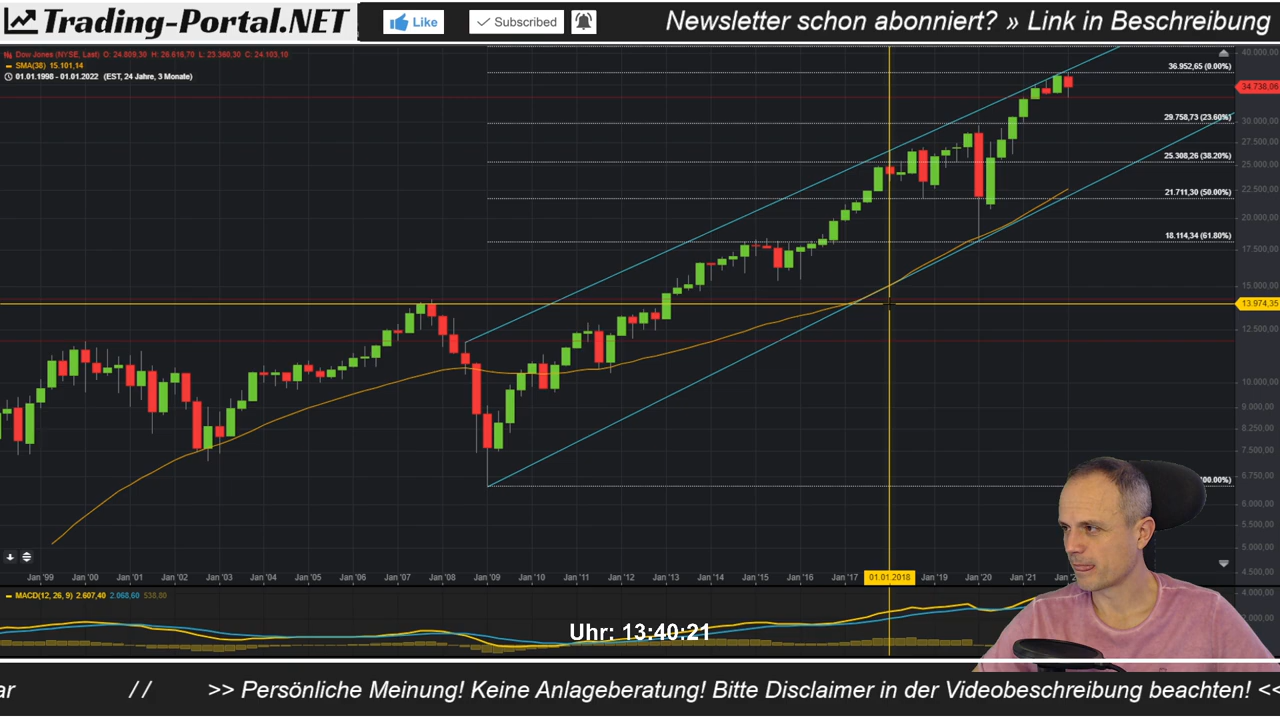 Trading-Portal.NET
Like
Subscribed
Newsletter schon abonniert? » Link in Beschreibung
Dow Jones (NYSE, Last) O: 24.809,30 H: 26.616,70 L: 23.360,30 C: 24.103,10
SMA(38) 15.101,14
01.01.1998 - 01.01.2022 (EST, 24 Jahre, 3 Monate)
40.000,00
36.952,65 (0.00%)
34.738,06
29.758,73 (23.60%)
30.000,00
27.500,00
25.308,26 (38.20%)
25.000,00
21.711,30 (50.00%)
22.500,00
20.000,00
18.114,34 (61.80%)
17.500,00
15.000,00
13.974,35
12.500,00
10.000,00
9.000,00
8.250,00
7.500,00
6.750,00
6.000,00
5.500,00
5.000,00
4.500,00
Jan '99 Jan '00 Jan '01 Jan '02 Jan '03 Jan '04 Jan '05 Jan '06 Jan '07 Jan '08 Jan '09 Jan '10 Jan '11 Jan '12 Jan '13 Jan '14 Jan '15 Jan '16 Jan '17 01.01.2018 Jan '19 Jan '20 Jan '21
MACD(12, 26, 9) 2.607,40 2.068,60 538.80
4.000,00
Uhr: 13:40:21
ar // >> Persönliche Meinung! Keine Anlageberatung! Bitte Disclaimer in der Videobeschreibung beachten! <<